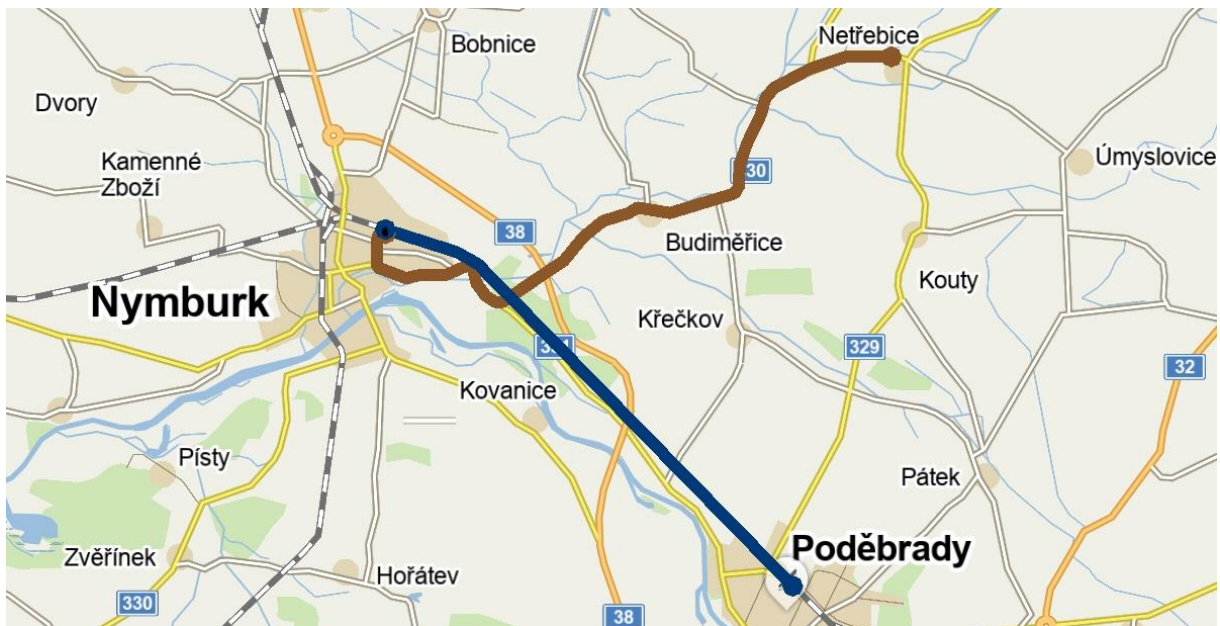 Netřebice
Bobnice
Dvory
Kamenné
Zboží
Úmyslovice
38
Budiměřice
Kouty
Nymburk
Křečkov
329
32
Kovanice
Písty
Pátek
Zvěřínek
Hořátev
Poděbrady
330
38